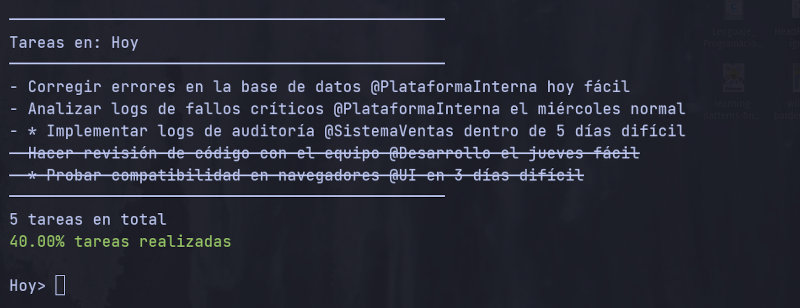 Tareas en: Hoy
- Corregir errores en la base de datos @PlataformaInterna hoy fácil
- Analizar logs de fallos críticos @PlataformaInterna el miércoles normal
- * Implementar logs de auditoría @SistemaVentas dentro de 5 días difícil
- Hacer revisión de código con el equipo @Desarrollo el jueves fácil
- * Probar compatibilidad en navegadores @UI en 3 días difícil
5 tareas en total
40.00% tareas realizadas
Hoy>